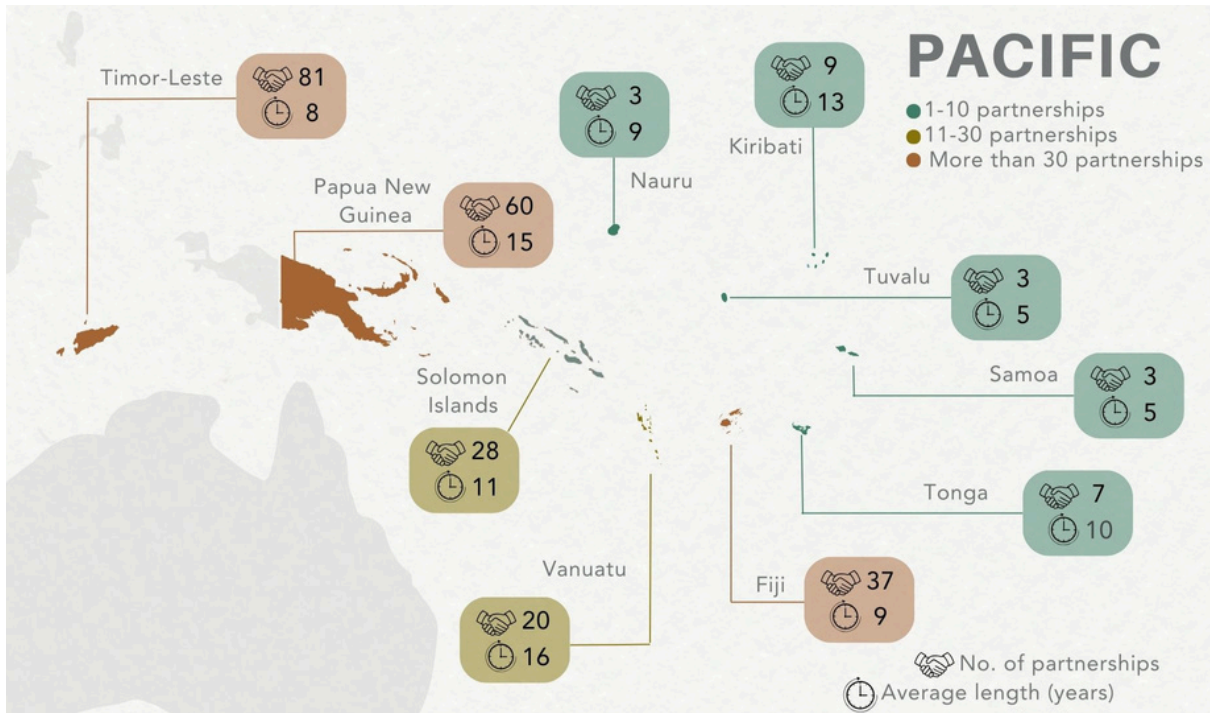 PACIFIC
1-10 partnerships
11-30 partnerships
More than 30 partnerships
Timor-Leste
81
8
Papua New
Guinea
60
15
Nauru
3
9
Kiribati
9
13
Tuvalu
3
5
Samoa
3
5
Solomon
Islands
28
11
Tonga
7
10
Vanuatu
20
16
Fiji
37
9
No. of partnerships
Average length (years)